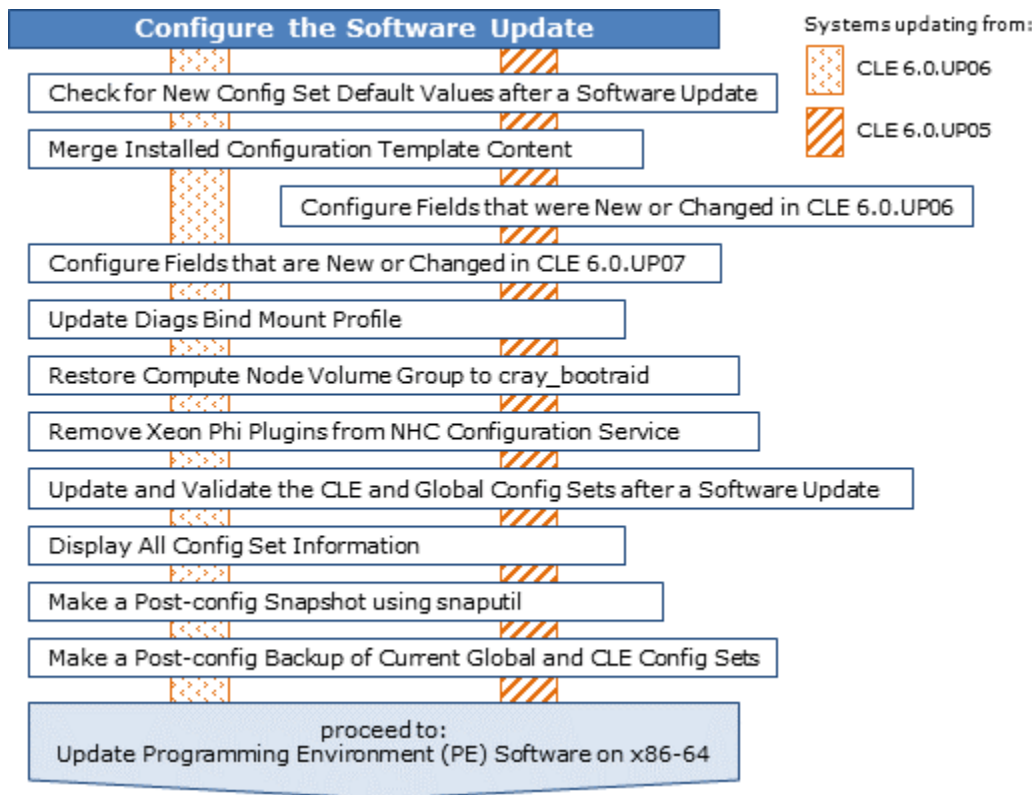 Configure the Software Update
Systems updating from:
CLE 6.0.UP06
CLE 6.0.UP05
Check for New Config Set Default Values after a Software Update
Merge Installed Configuration Template Content
Configure Fields that were New or Changed in CLE 6.0.UP06
Configure Fields that are New or Changed in CLE 6.0.UP07
Update Diags Bind Mount Profile
Restore Compute Node Volume Group to cray_bootraid
Remove Xeon Phi Plugins from NHC Configuration Service
Update and Validate the CLE and Global Config Sets after a Software Update
Display All Config Set Information
Make a Post-config Snapshot using snaputil
Make a Post-config Backup of Current Global and CLE Config Sets
proceed to:
Update Programming Environment (PE) Software on x86-64